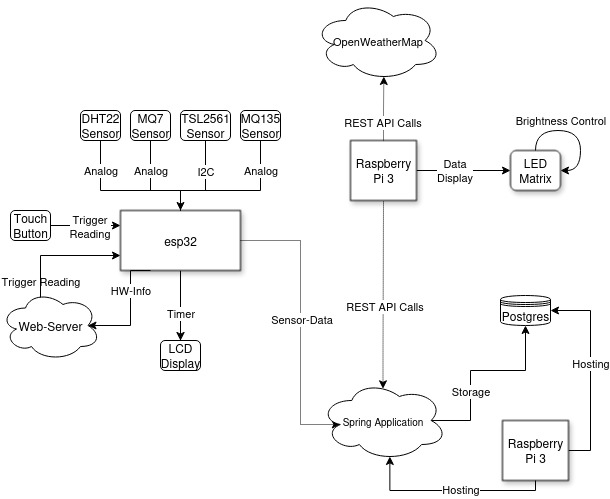 OpenWeatherMap
REST API Calls
DHT22
Sensor
MQ7
Sensor
TSL2561
Sensor
MQ135
Sensor
Analog
Analog
I2C
Analog
Raspberry
Pi 3
Data
Display
LED
Matrix
Brightness Control
Touch
Button
Trigger
Reading
esp32
Trigger Reading
HW-Info
Web-Server
Timer
LCD
Display
Sensor-Data
REST API Calls
Postgres
Hosting
Storage
Spring Application
Raspberry
Pi 3
Hosting